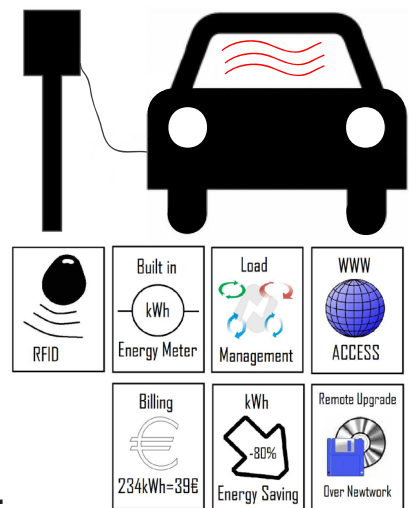 RFID
Built in
kWh
Energy Meter
Load
Management
WWW
ACCESS
Billing
€
234kWh=39€
kWh
-80%
Energy Saving
Remote Upgrade
Over Newtwork